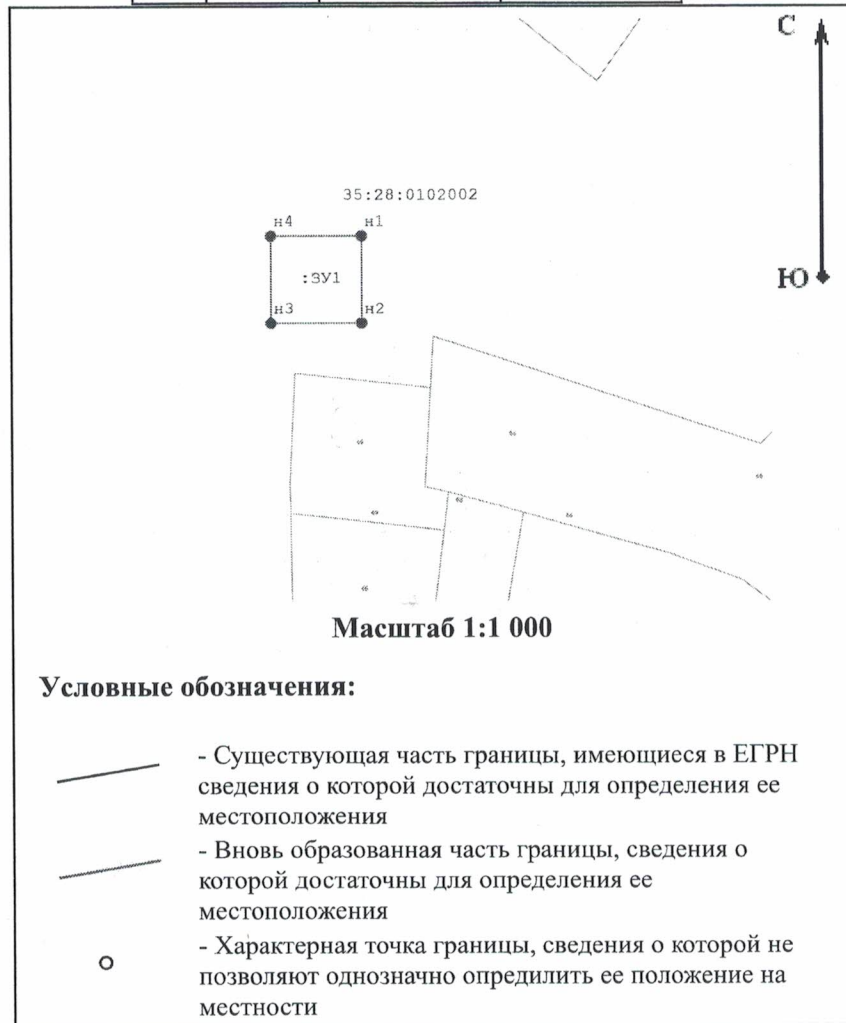 С
35:28:0102002
н4 н1
:ЗУ1
Ю
н3 н2
Масштаб 1:1 000
Условные обозначения:
- Существующая часть границы, имеющиеся в ЕГРН
сведения о которой достаточны для определения ее
местоположения
- Вновь образованная часть границы, сведения о
которой достаточны для определения ее
местоположения
- Характерная точка границы, сведения о которой не
позволяют однозначно опредилить ее положение на
местности